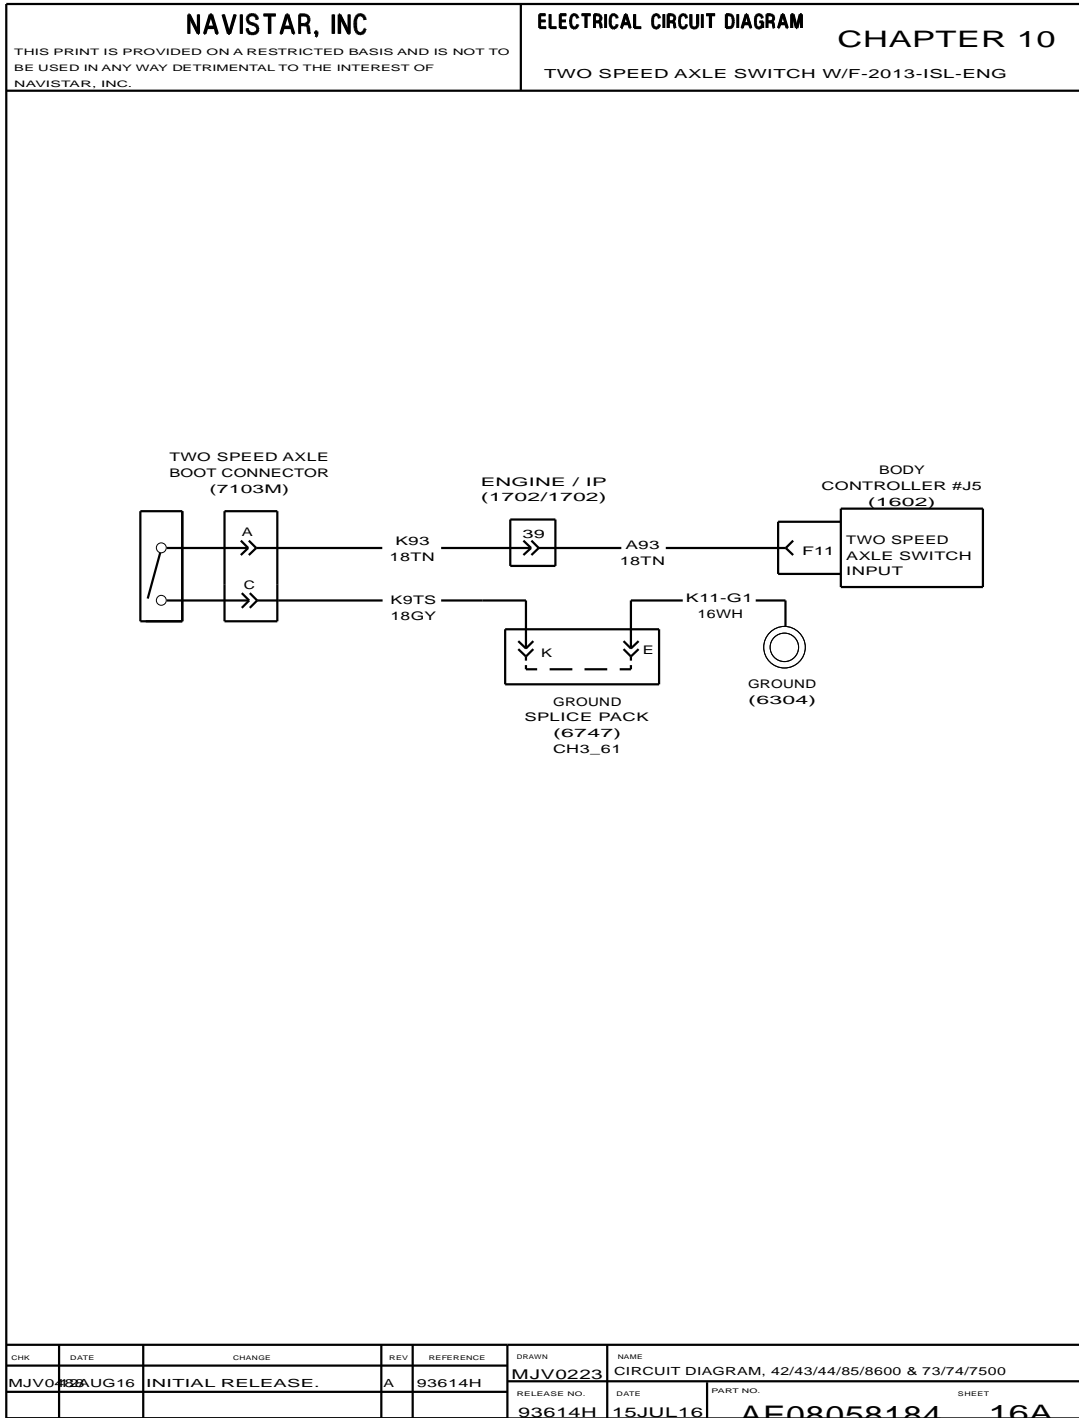 NAVISTAR, INC
THIS PRINT IS PROVIDED ON A RESTRICTED BASIS AND IS NOT TO
BE USED IN ANY WAY DETRIMENTAL TO THE INTEREST OF
NAVISTAR, INC.
ELECTRICAL CIRCUIT DIAGRAM
CHAPTER 10
TWO SPEED AXLE SWITCH W/F-2013-ISL-ENG
TWO SPEED AXLE
BOOT CONNECTOR
(7103M)
ENGINE / IP
(1702/1702)
BODY
CONTROLLER #J5
(1602)
A
K93
18TN
39
A93
18TN
F11
TWO SPEED
AXLE SWITCH
INPUT
C
K9TS
18GY
K11-G1
16WH
K
E
GROUND
(6304)
GROUND
SPLICE PACK
(6747)
CH3_61
CHK DATE CHANGE REV REFERENCE
AUG16 INITIAL RELEASE. A 93614H
DRAWN
MJV0223
NAME
CIRCUIT DIAGRAM, 42/43/44/85/8600 & 73/74/7500
RELEASE NO.
93614H
DATE
15JUL16
PART NO.
AE08058184
SHEET
16A